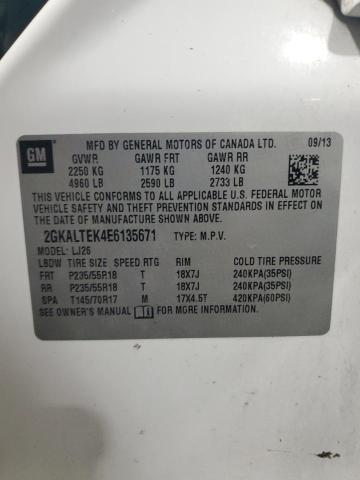 GM
MFD BY GENERAL MOTORS OF CANADA LTD. 09/13
GVWR GAWR FRT GAWR RR
2250 KG 1175 KG 1240 KG
4960 LB 2590 LB 2733 LB
THIS VEHICLE CONFORMS TO ALL APPLICABLE U.S. FEDERAL MOTOR
VEHICLE SAFETY AND THEFT PREVENTION STANDARDS IN EFFECT ON THE
DATE OF MANUFACTURE SHOWN ABOVE.
2GKALTEK4E6135671 TYPE: M.P.V.
MODEL: LJ26
LBDW TIRE SIZE SPEED RTG RIM COLD TIRE PRESSURE
FRT P235/55R18 T 18X7J 240KPA(35PSI)
RR P235/55R18 T 18X7J 240KPA(35PSI)
SPA T145/70R17 M 17X4.5T 420KPA(60PSI)
SEE OWNER'S MANUAL FOR MORE INFORMATION.